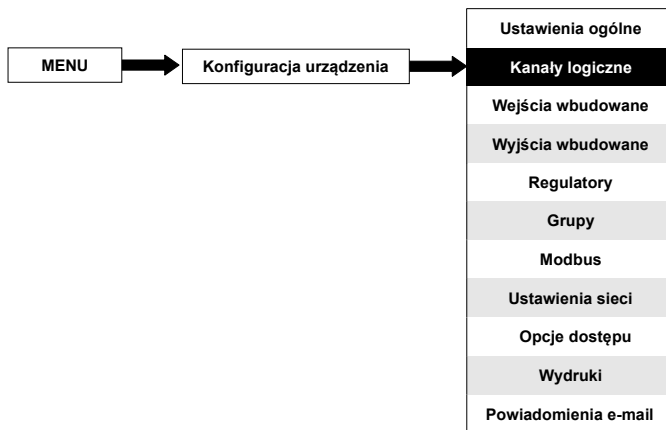 MENU
Konfiguracja urządzenia
Ustawienia ogólne
Kanały logiczne
Wejścia wbudowane
Wyjścia wbudowane
Regulatory
Grupy
Modbus
Ustawienia sieci
Opcje dostępu
Wydruki
Powiadomienia e-mail